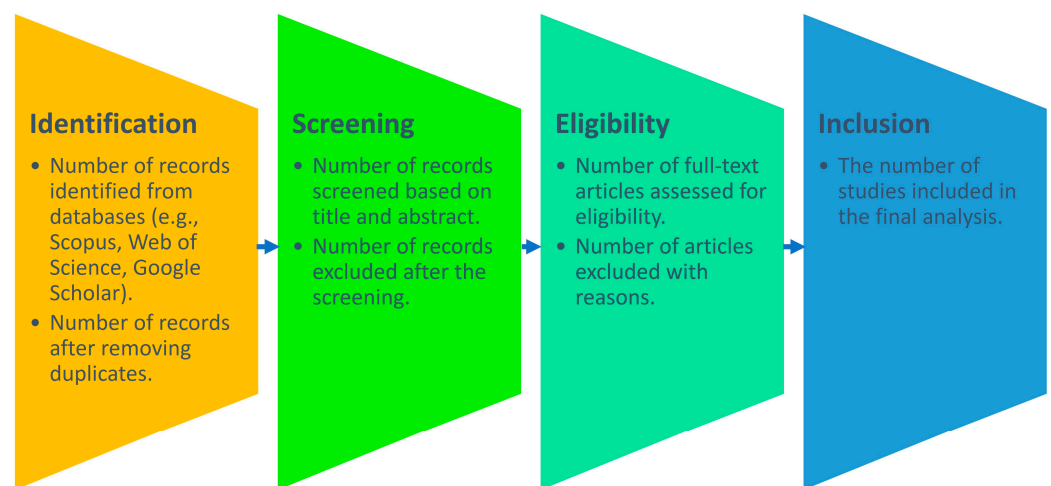 Identification
• Number of records
identified from
databases (e.g.,
Scopus, Web of
Science, Google
Scholar).
• Number of records
after removing
duplicates.
Screening
• Number of records
screened based on
title and abstract.
• Number of records
excluded after the
screening.
Eligibility
• Number of full-text
articles assessed for
eligibility.
• Number of articles
excluded with
reasons.
Inclusion
• The number of
studies included in
the final analysis.